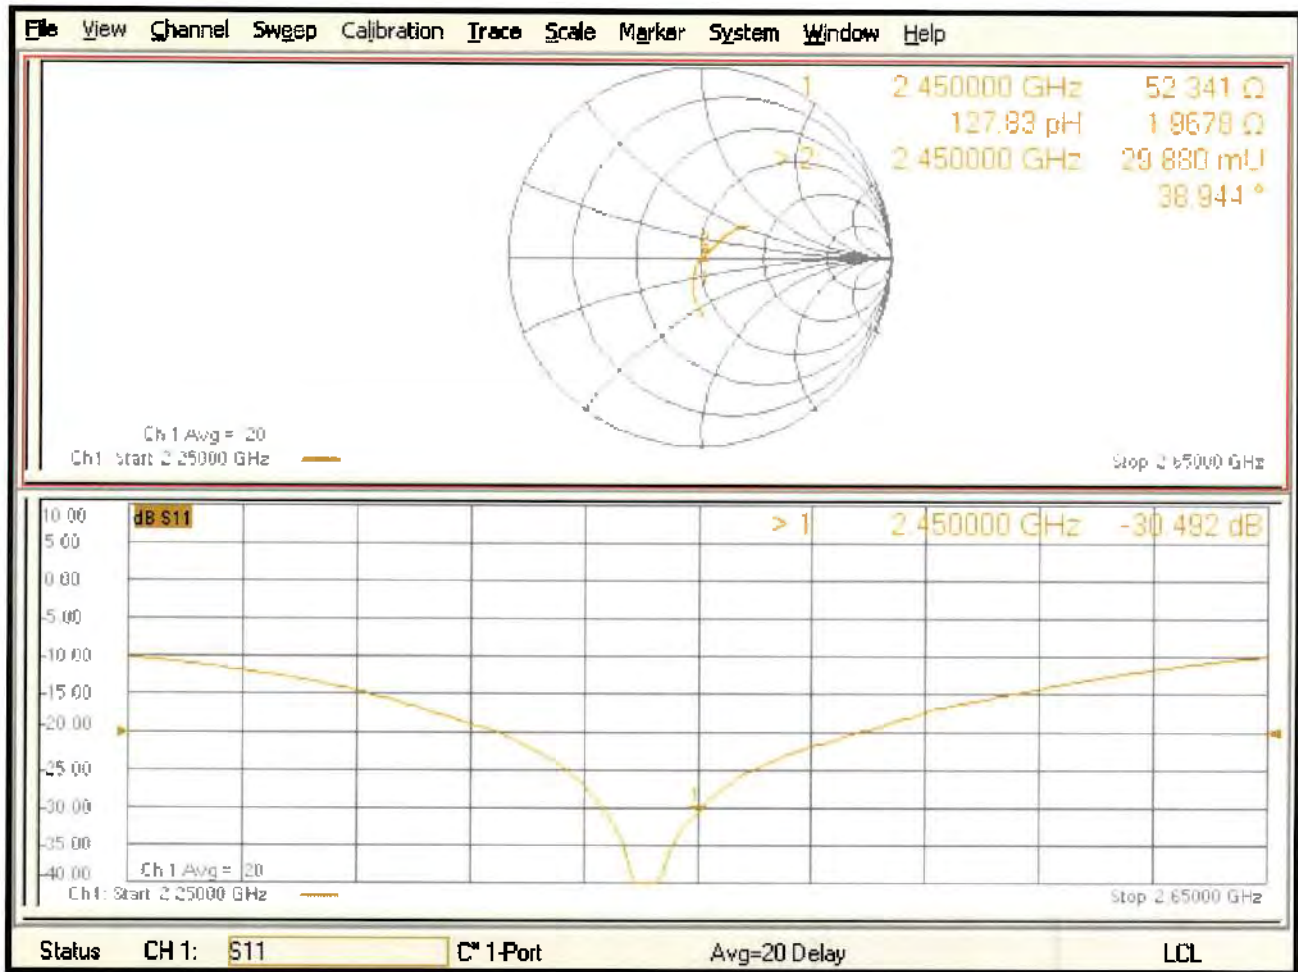 File View Channel Sweep Calibration Trace Scale Marker System Window Help
1 2.450000 GHz 52.341 Ω
127.83 pH 1.9678 Ω
> 2 2.450000 GHz 29.880 mU
38.944 °
Ch 1 Avg = 20
Ch1: Start 2.25000 GHz
Stop 2.65000 GHz
10.00
dB S11
> 1 2.450000 GHz -30.492 dB
5.00
0.00
-5.00
-10.00
-15.00
-20.00
-25.00
1
-30.00
-35.00
-40.00
Ch 1 Avg = 20
Ch1: Start 2.25000 GHz
Stop 2.65000 GHz
Status CH 1: S11 C* 1-Port Avg=20 Delay LCL